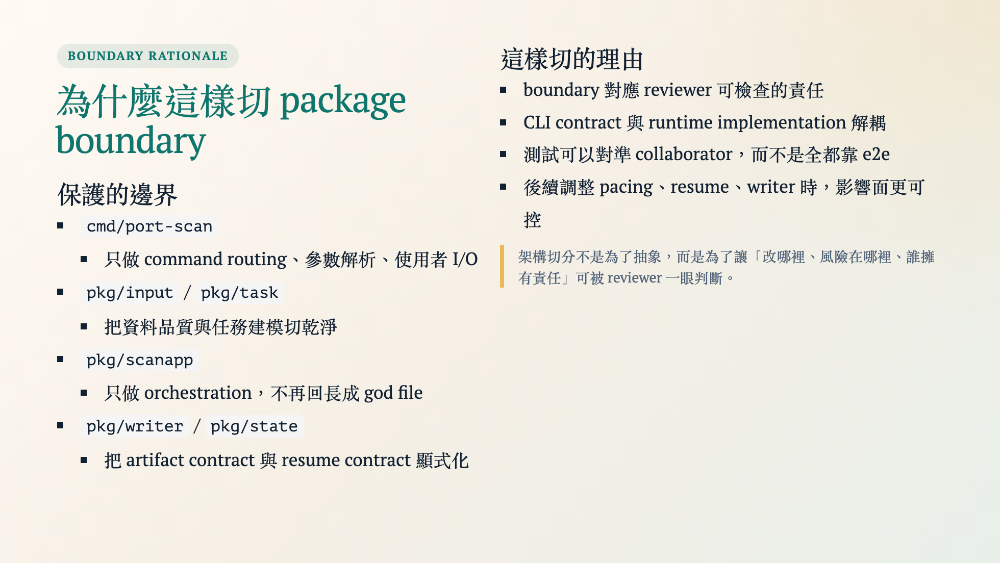 BOUNDARY RATIONALE
為什麼這樣切 package
boundary
保護的邊界
cmd/port-scan
只做 command routing、參數解析、使用者 I/O
pkg/input / pkg/task
把資料品質與任務建模切乾淨
pkg/scanapp
只做 orchestration，不再回長成 god file
pkg/writer / pkg/state
把 artifact contract 與 resume contract 顯式化
這樣切的理由
boundary 對應 reviewer 可檢查的責任
CLI contract 與 runtime implementation 解耦
測試可以對準 collaborator，而不是全都靠 e2e
後續調整 pacing、resume、writer 時，影響面更可
控
架構切分不是為了抽象，而是為了讓「改哪裡、風險在哪裡、誰擁
有責任」可被 reviewer 一眼判斷。